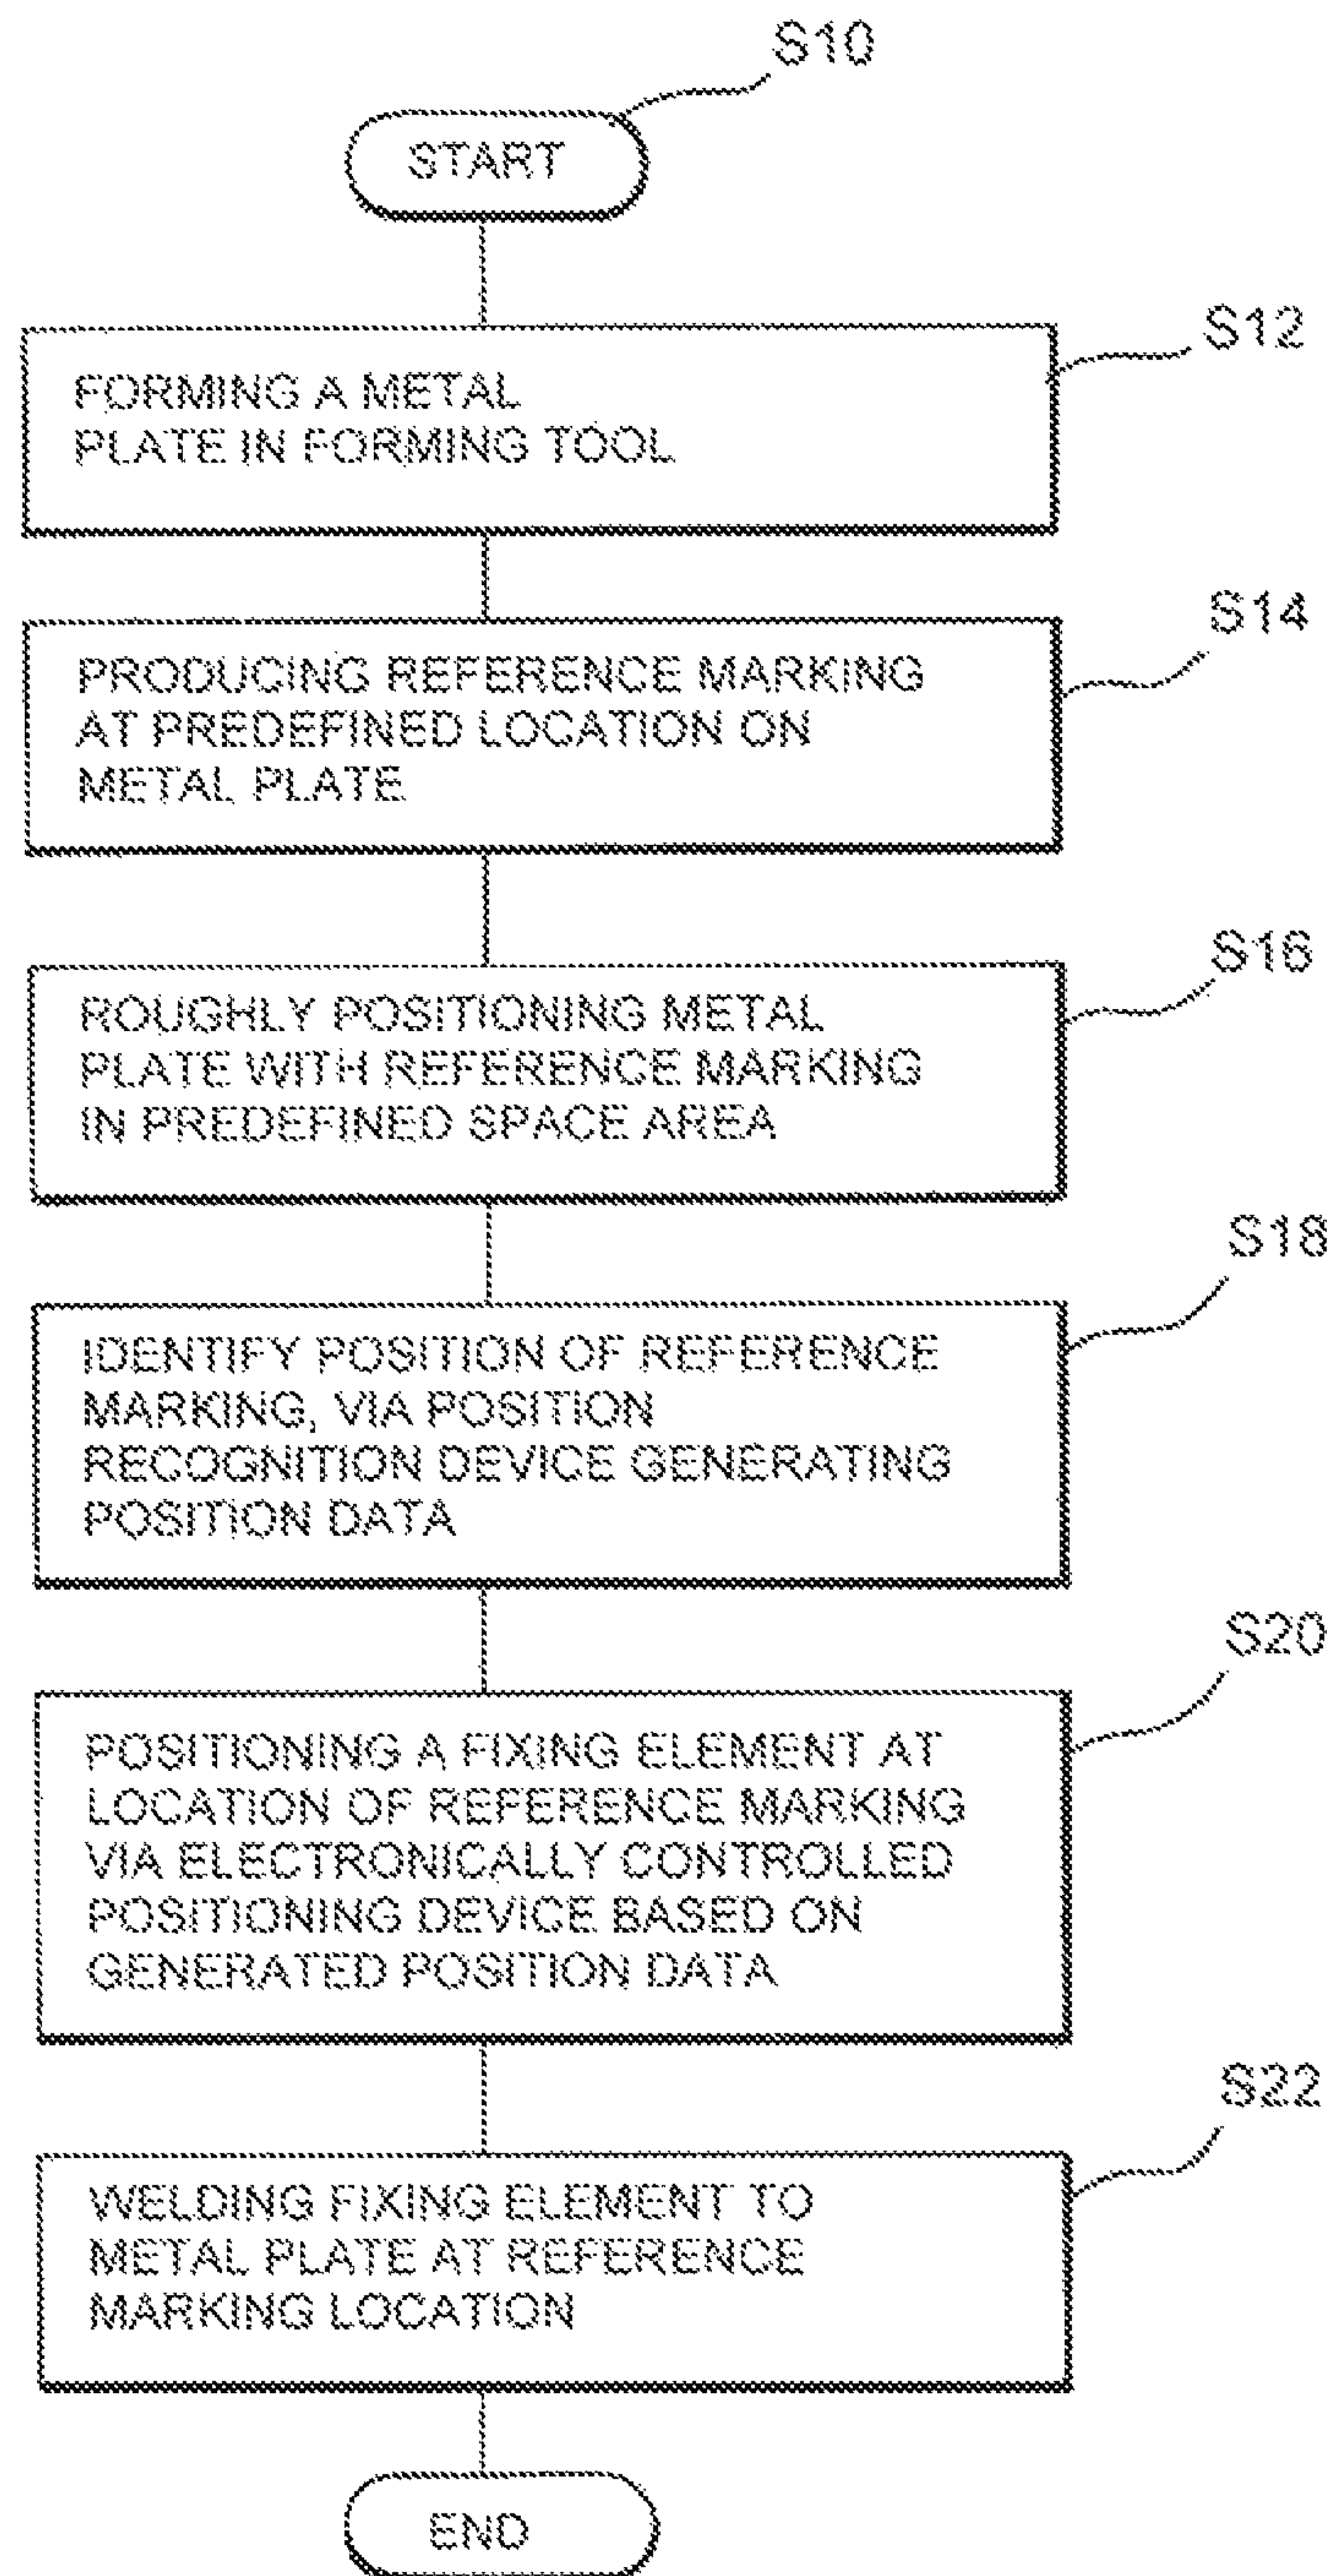 S10
START
S12
FORMING A METAL
PLATE IN FORMING TOOL
S14
PRODUCING REFERENCE MARKING
AT PREDEFINED LOCATION ON
METAL PLATE
S16
ROUGHLY POSITIONING METAL
PLATE WITH REFERENCE MARKING
IN PREDEFINED SPACE AREA
S18
IDENTIFY POSITION OF REFERENCE
MARKING, VIA POSITION
RECOGNITION DEVICE GENERATING
POSITION DATA
S20
POSITIONING A FIXING ELEMENT AT
LOCATION OF REFERENCE MARKING
VIA ELECTRONICALLY CONTROLLED
POSITIONING DEVICE BASED ON
GENERATED POSITION DATA
S22
WELDING FIXING ELEMENT TO
METAL PLATE AT REFERENCE
MARKING LOCATION
END